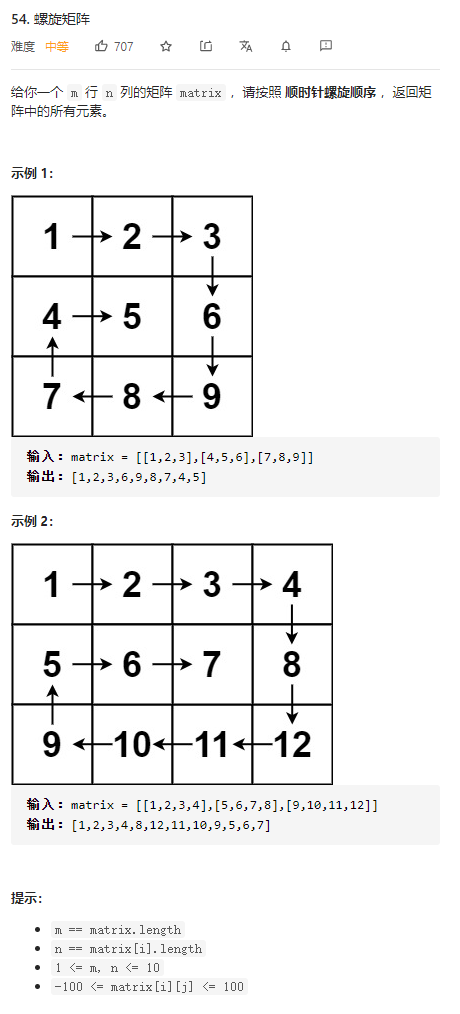 54. 螺旋矩阵
难度 中等 707
给你一个 m 行 n 列的矩阵 matrix ，请按照 顺时针螺旋顺序 ，返回矩
阵中的所有元素。
示例 1：
1 2 3
4 5 6
7 8 9
输入：matrix = [[1,2,3],[4,5,6],[7,8,9]]
输出：[1,2,3,6,9,8,7,4,5]
示例 2：
1 2 3 4
5 6 7 8
9 10 11 12
输入：matrix = [[1,2,3,4],[5,6,7,8],[9,10,11,12]]
输出：[1,2,3,4,8,12,11,10,9,5,6,7]
提示：
m == matrix.length
n == matrix[i].length
1 <= m, n <= 10
-100 <= matrix[i][j] <= 100